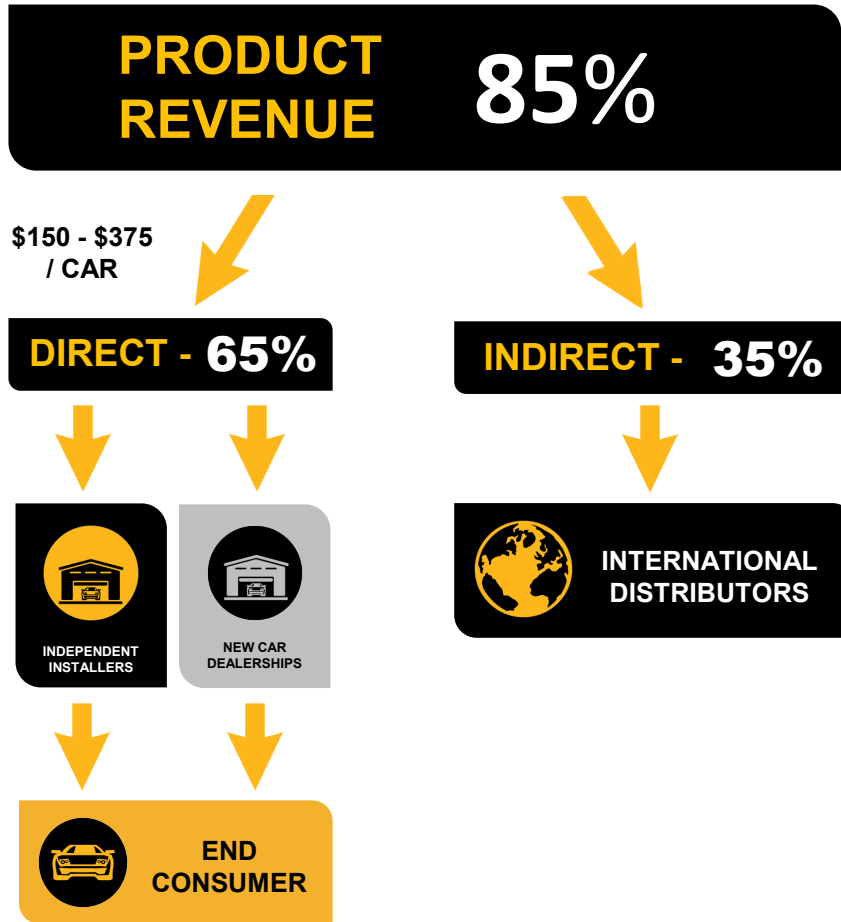 PRODUCT
REVENUE
85%
$150 - $375
/ CAR
DIRECT - 65%
INDIRECT - 35%
INDEPENDENT
INSTALLERS
NEW CAR
DEALERSHIPS
INTERNATIONAL
DISTRIBUTORS
END
CONSUMER